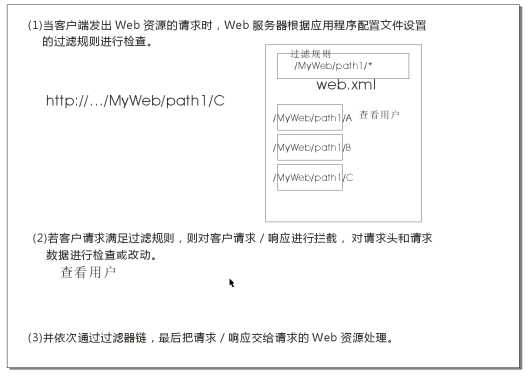 (1)当客户端发出 Web 资源的请求时，Web 服务器根据应用程序配置文件设置
的过滤规则进行检查。
过滤规则
/MyWeb/path1/*
web.xml
http://.../MyWeb/path1/C
/MyWeb/path1/A 查看用户
/MyWeb/path1/B
/MyWeb/path1/C
(2)若客户请求满足过滤规则，则对客户请求／响应进行拦截， 对请求头和请求
数据进行检查或改动。
查看用户
(3)并依次通过过滤器链，最后把请求／响应交给请求的 Web 资源处理。